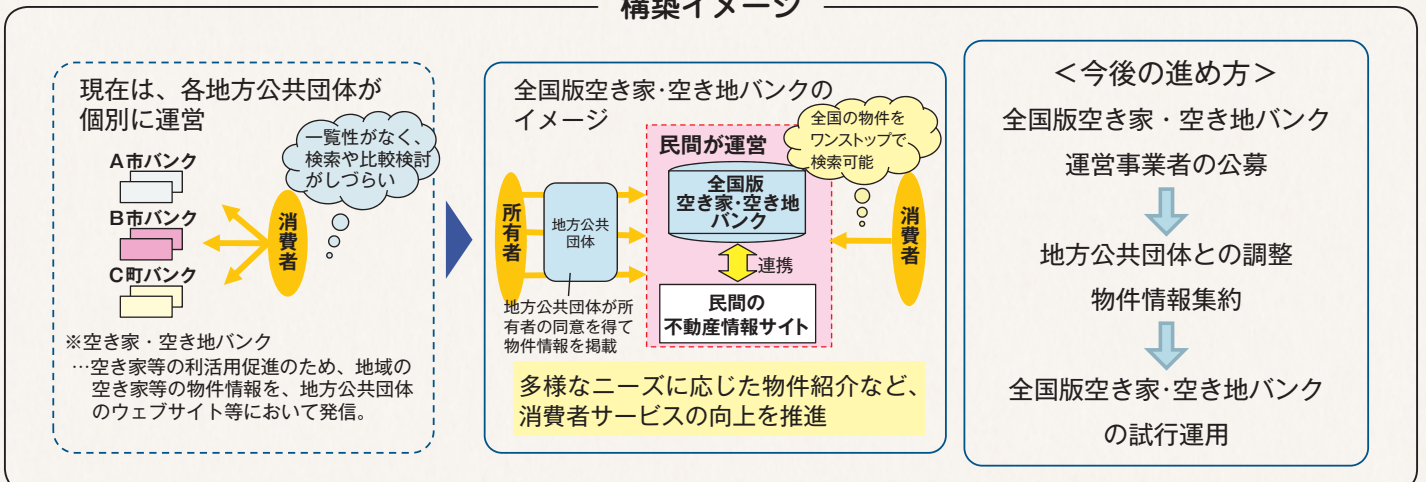 構築イメージ
現在は、各地方公共団体が
個別に運営
一覧性がなく、
検索や比較検討
がしづらい
A市バンク
B市バンク
C町バンク
消費者
※空き家・空き地バンク
…空き家等の利活用促進のため、地域の
空き家等の物件情報を、地方公共団体
のウェブサイト等において発信。
全国版空き家・空き地バンクの
イメージ
全国の物件を
ワンストップで
検索可能
民間が運営
全国版
空き家・空き地
バンク
所有者
地方公共
団体
消費者
連携
民間の
不動産情報サイト
地方公共団体が所
有者の同意を得て
物件情報を掲載
多様なニーズに応じた物件紹介など、
消費者サービスの向上を推進
＜今後の進め方＞
全国版空き家・空き地バンク
運営事業者の公募
地方公共団体との調整
物件情報集約
全国版空き家・空き地バンク
の試行運用